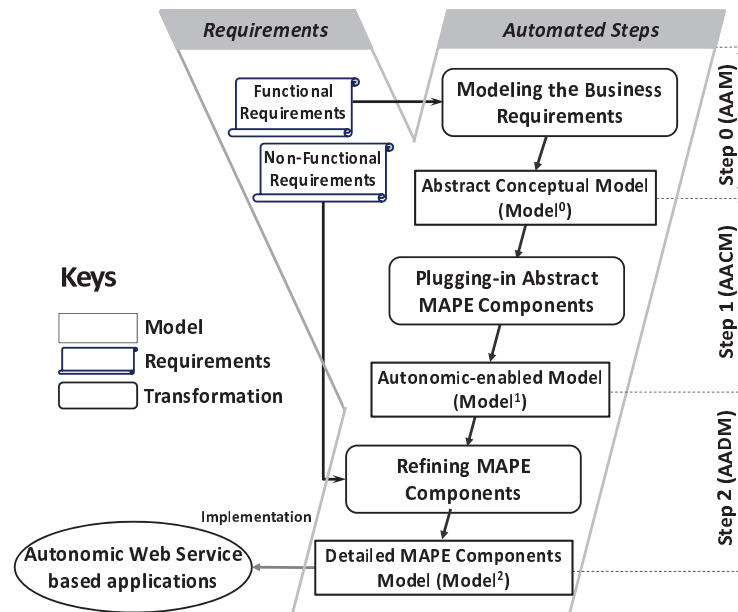 Requirements
Automated Steps
Functional
Requirements
Modeling the Business
Requirements
Step 0 (AAM)
Non-Functional
Requirements
Abstract Conceptual Model
(Model⁰)
Plugging-in Abstract
MAPE Components
Step 1 (AACM)
Keys
Model
Requirements
Transformation
Autonomic-enabled Model
(Model¹)
Refining MAPE
Components
Step 2 (AADM)
Implementation
Detailed MAPE Components
Model (Model²)
Autonomic Web Service
based applications